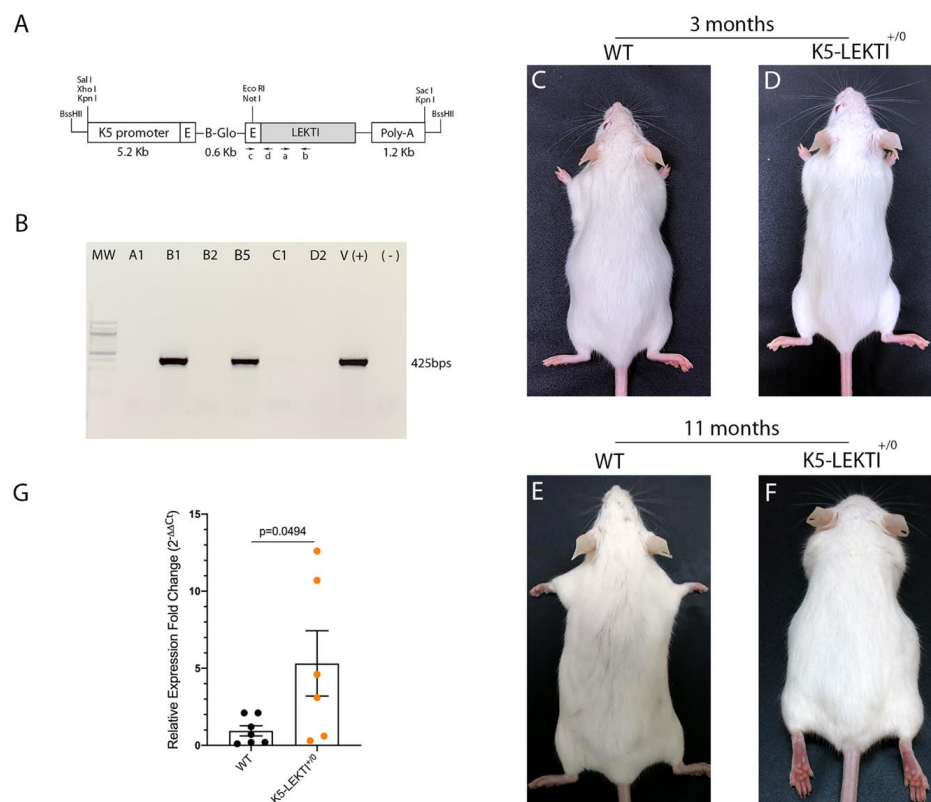 A
Sal I
Xho I
Kpn I
BssHII
Eco RI
Not I
Sac I
Kpn I
BssHII
K5 promoter
E
B-Glo
E
LEKTI
Poly-A
5.2 Kb
0.6 Kb
1.2 Kb
c
d
a
b
B
MW
A1
B1
B2
B5
C1
D2
V (+)
( - )
425bps
3 months
WT
K5-LEKTI+/0
C
D
11 months
WT
K5-LEKTI+/0
E
F
G
Relative Expression Fold Change (2-ΔΔCt)
15
10
5
0
p=0.0494
WT
K5-LEKTI+/0